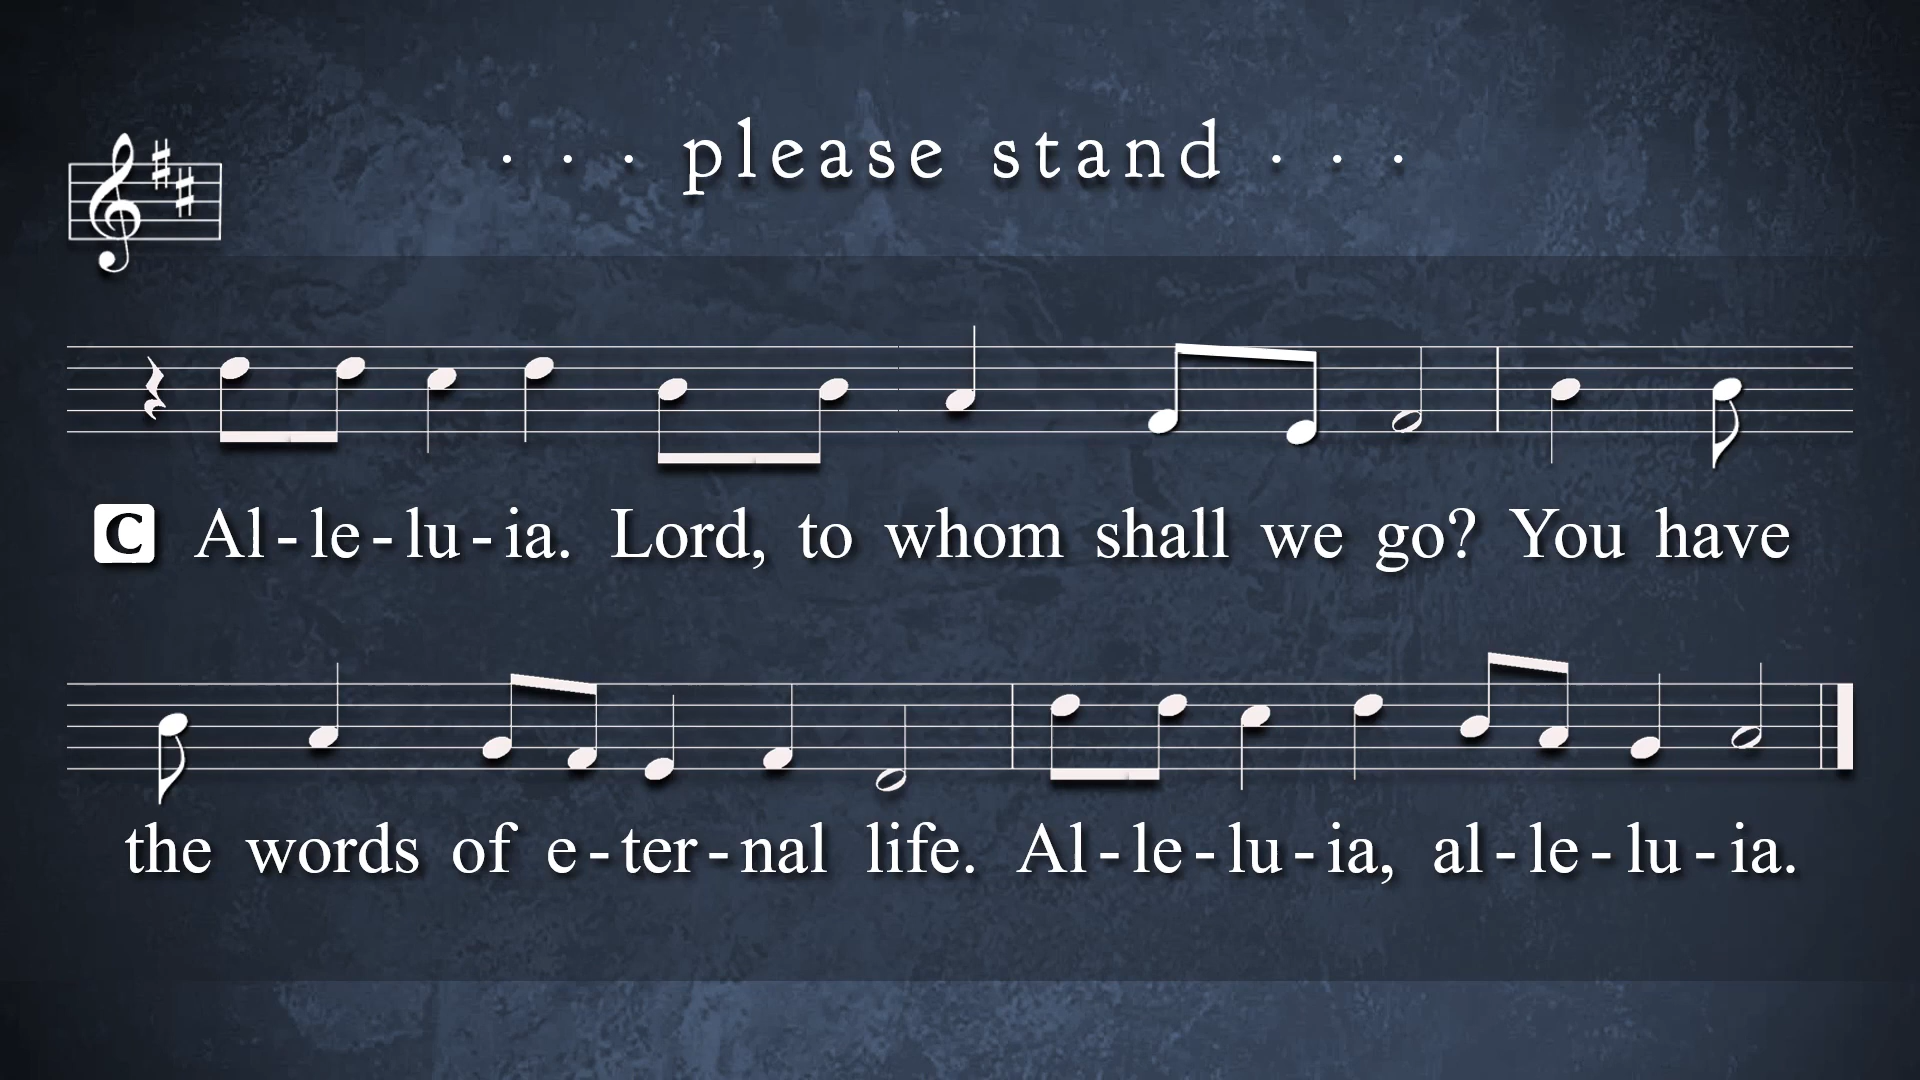 · · · please stand · · ·
C Al - le - lu - ia. Lord, to whom shall we go? You have
the words of e - ter - nal life. Al - le - lu - ia, al - le - lu - ia.